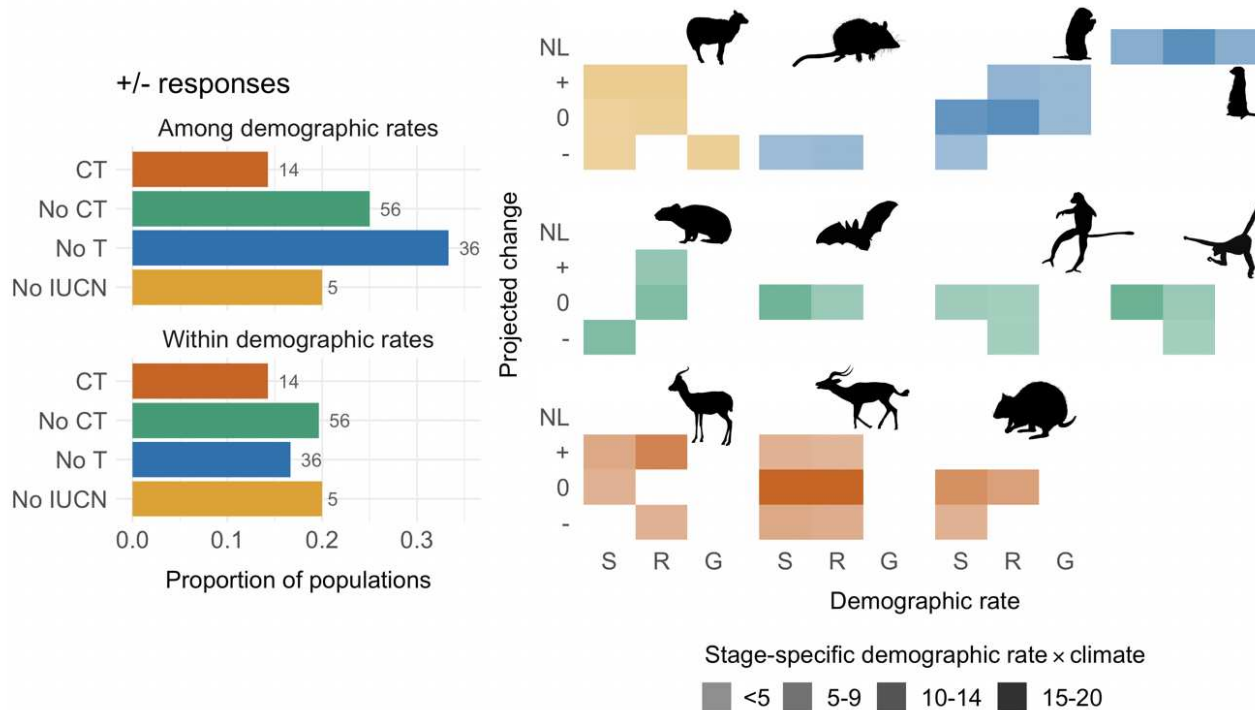 +/- responses
Among demographic rates
CT
14
No CT
56
No T
36
No IUCN
5
Within demographic rates
CT
14
No CT
56
No T
36
No IUCN
5
0.0 0.1 0.2 0.3
Proportion of populations
Projected change
NL
+
0
-
NL
+
0
-
NL
+
0
-
S R G S R G
Demographic rate
Stage-specific demographic rate × climate
<5 5-9 10-14 15-20